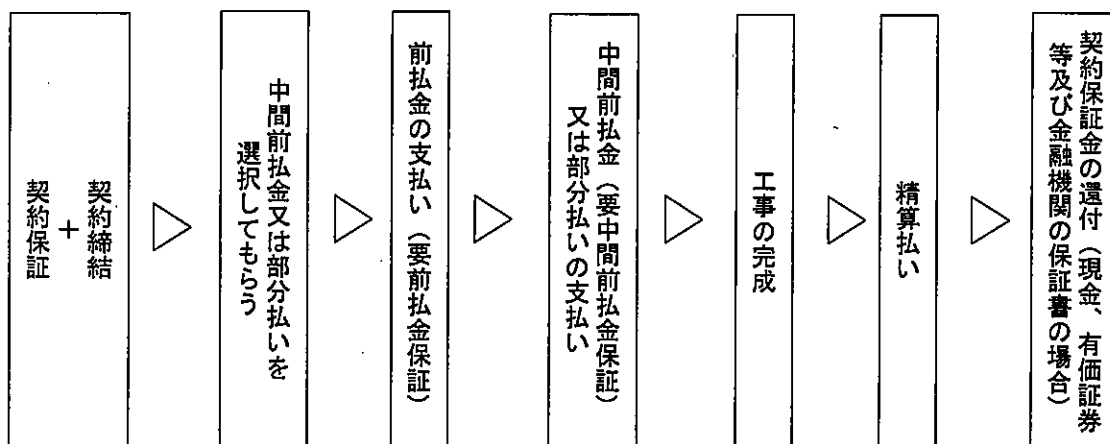 契約締結
+
契約保証
中間前払金又は部分払いを
選択してもらう
前払金の支払い（要前払金保証）
中間前払金（要中間前払金保証）
又は部分払いの支払い
工事の完成
精算払い
契約保証金の還付（現金、有価証券
等及び金融機関の保証書の場合）